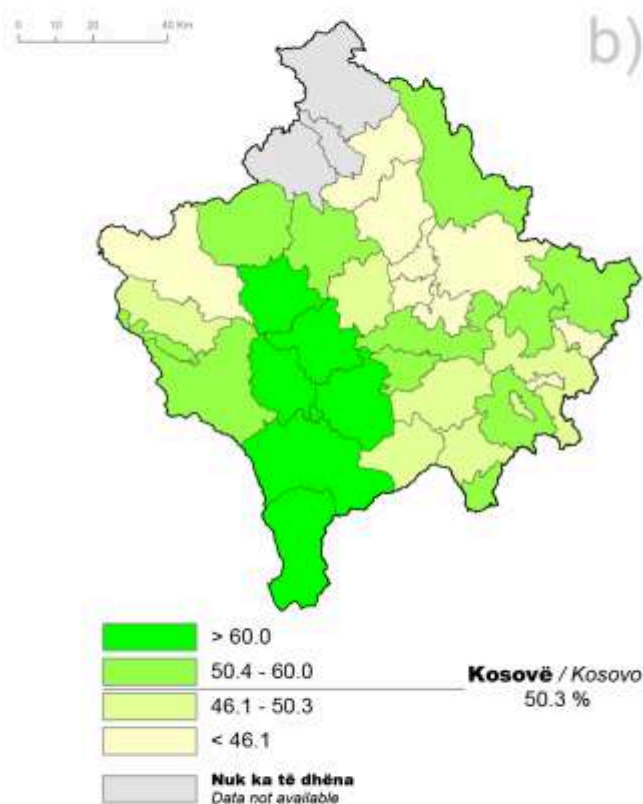 0 10 20 40 Km
b)
> 60.0
50.4 - 60.0
46.1 - 50.3
< 46.1
Kosovë / Kosovo
50.3 %
Nuk ka të dhëna
Data not available